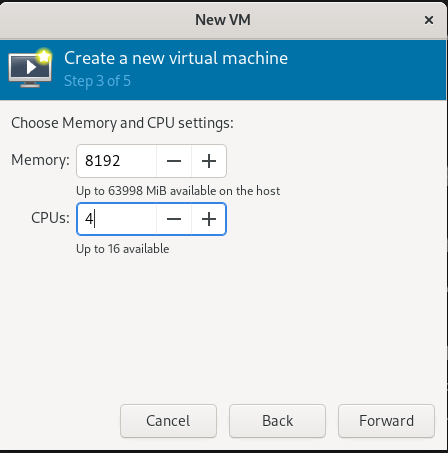 New VM
Create a new virtual machine
Step 3 of 5
Choose Memory and CPU settings:
Memory: 8192
Up to 63998 MiB available on the host
CPUs: 4
Up to 16 available
Cancel Back Forward